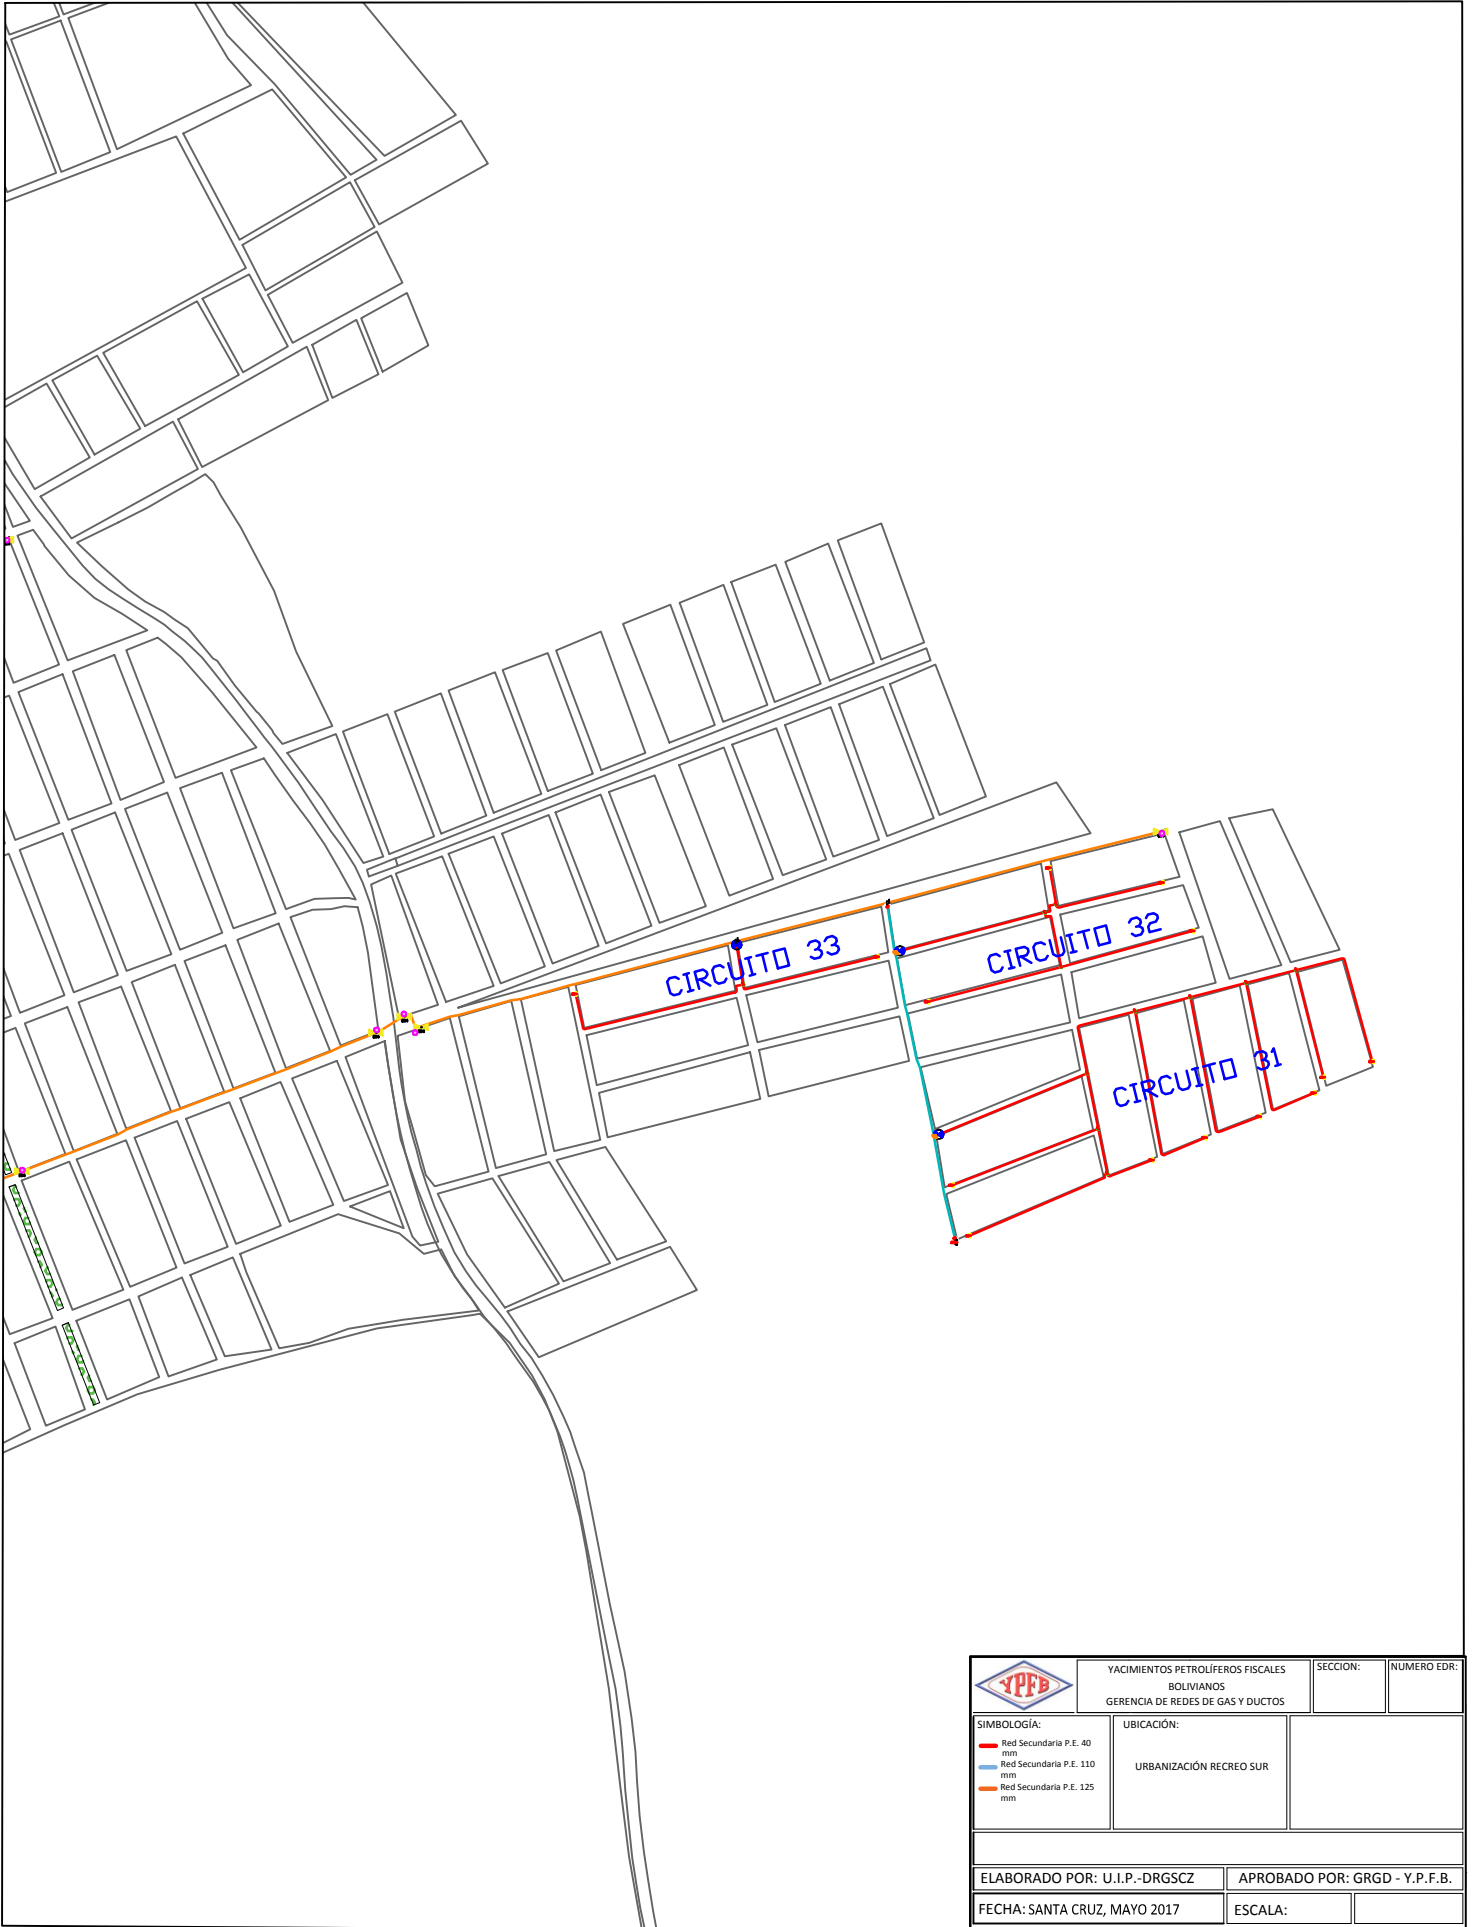 CIRCUITO 33
CIRCUITO 32
CIRCUITO 31
YPFB
YACIMIENTOS PETROLÍFEROS FISCALES
BOLIVIANOS
GERENCIA DE REDES DE GAS Y DUCTOS
SECCION:
NUMERO EDR:
SIMBOLOGÍA:
Red Secundaria P.E. 40
mm
Red Secundaria P.E. 110
mm
Red Secundaria P.E. 125
mm
UBICACIÓN:
URBANIZACIÓN RECREO SUR
ELABORADO POR: U.I.P.-DRGSCZ
APROBADO POR: GRGD - Y.P.F.B.
FECHA: SANTA CRUZ, MAYO 2017
ESCALA: